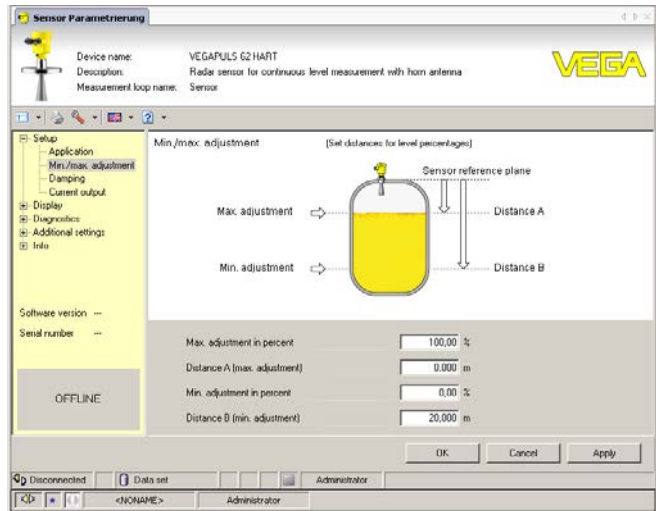 Sensor Parametrierung
Device name: VEGAPULS 62 HART
Description: Radar sensor for continuous level measurement with horn antenna
Measurement loop name: Sensor
VEGA
Setup
Application
Min./max. adjustment
Damping
Current output
Display
Diagnostics
Additional settings
Info
Software version ---
Serial number ---
OFFLINE
Min./max. adjustment (Set distances for level percentages)
Sensor reference plane
Max. adjustment
Distance A
Min. adjustment
Distance B
Max. adjustment in percent 100,00 %
Distance A (max. adjustment) 0.000 m
Min. adjustment in percent 0,00 %
Distance B (min. adjustment) 20,000 m
OK Cancel Apply
Disconnected Data set Administrator
<NONAME> Administrator